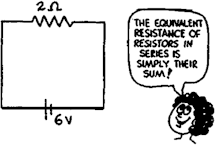 2Ω
6V
THE EQUIVALENT
RESISTANCE OF
RESISTORS IN
SERIES IS
SIMPLY THEIR
SUM!